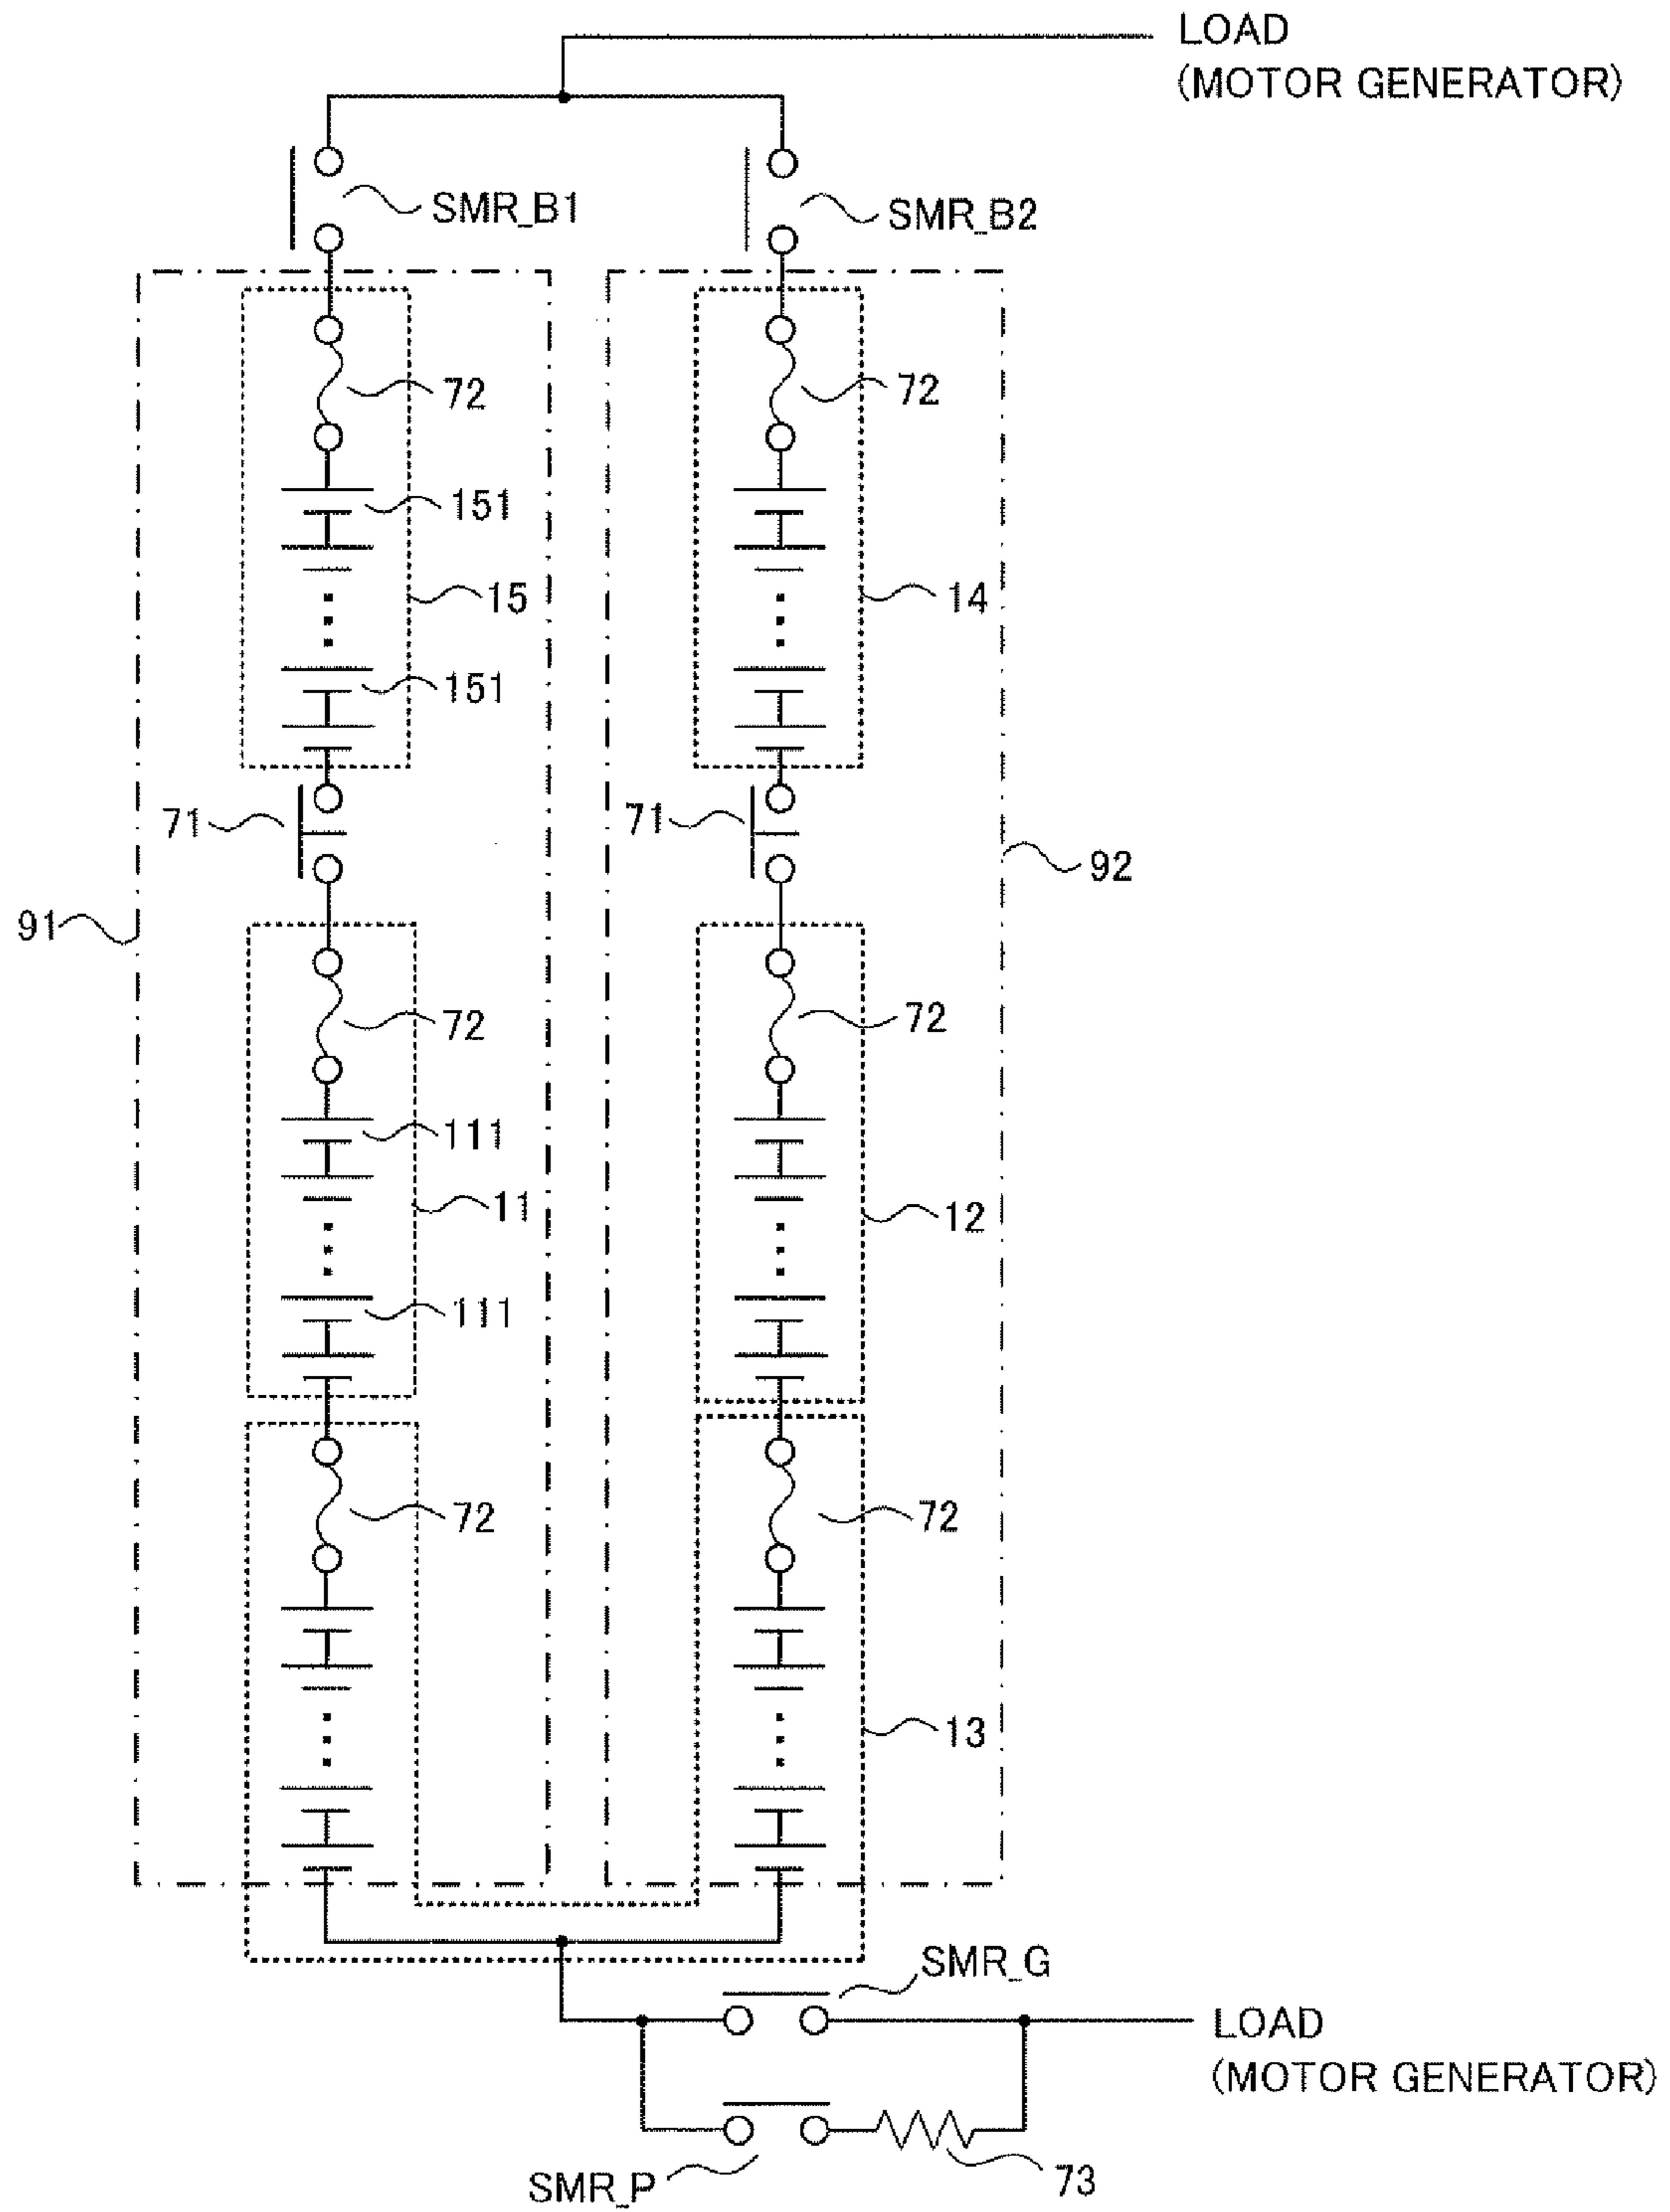 LOAD
(MOTOR GENERATOR)
SMR_B1
SMR_B2
72
72
151
15
14
151
71
71
92
91
72
72
111
11
12
111
72
72
13
SMR_G
LOAD
(MOTOR GENERATOR)
SMR_P
73